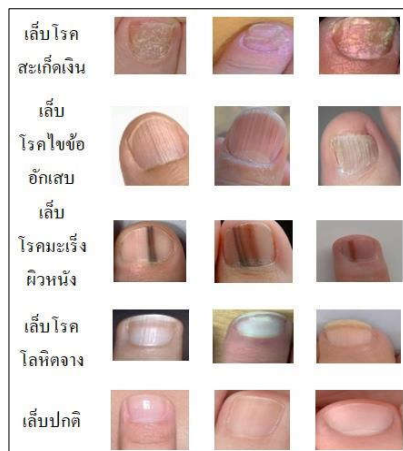 เล็บโรค
สะเก็ดเงิน
เล็บ
โรคไขข้อ
อักเสบ
เล็บ
โรคมะเร็ง
ผิวหนัง
เล็บโรค
โลหิตจาง
เล็บปกติ